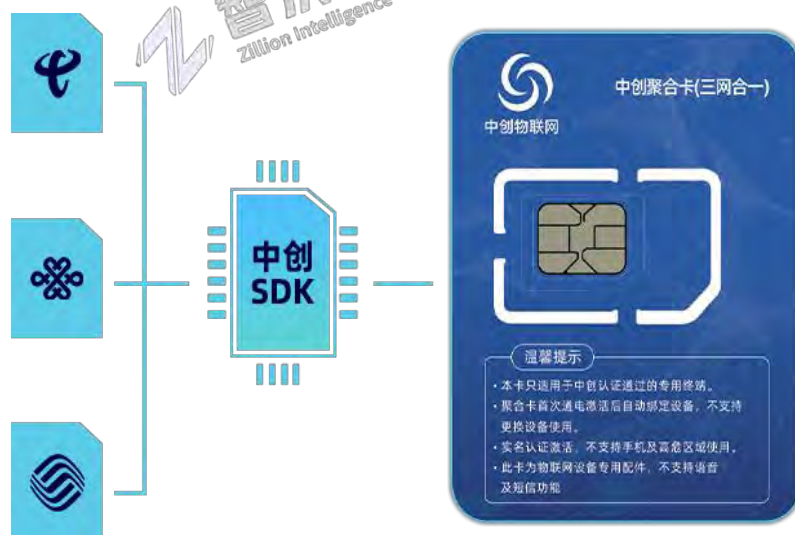 Zillion Intelligence
中创
SDK
中创物联网
中创聚合卡(三网合一)
温馨提示
·本卡只适用于中创认证通过的专用终端。
·聚合卡首次通电激活后自动绑定设备，不支持
更换设备使用。
·实名认证激活，不支持手机及高危区域使用。
·此卡为物联网设备专用配件，不支持语音
及短信功能